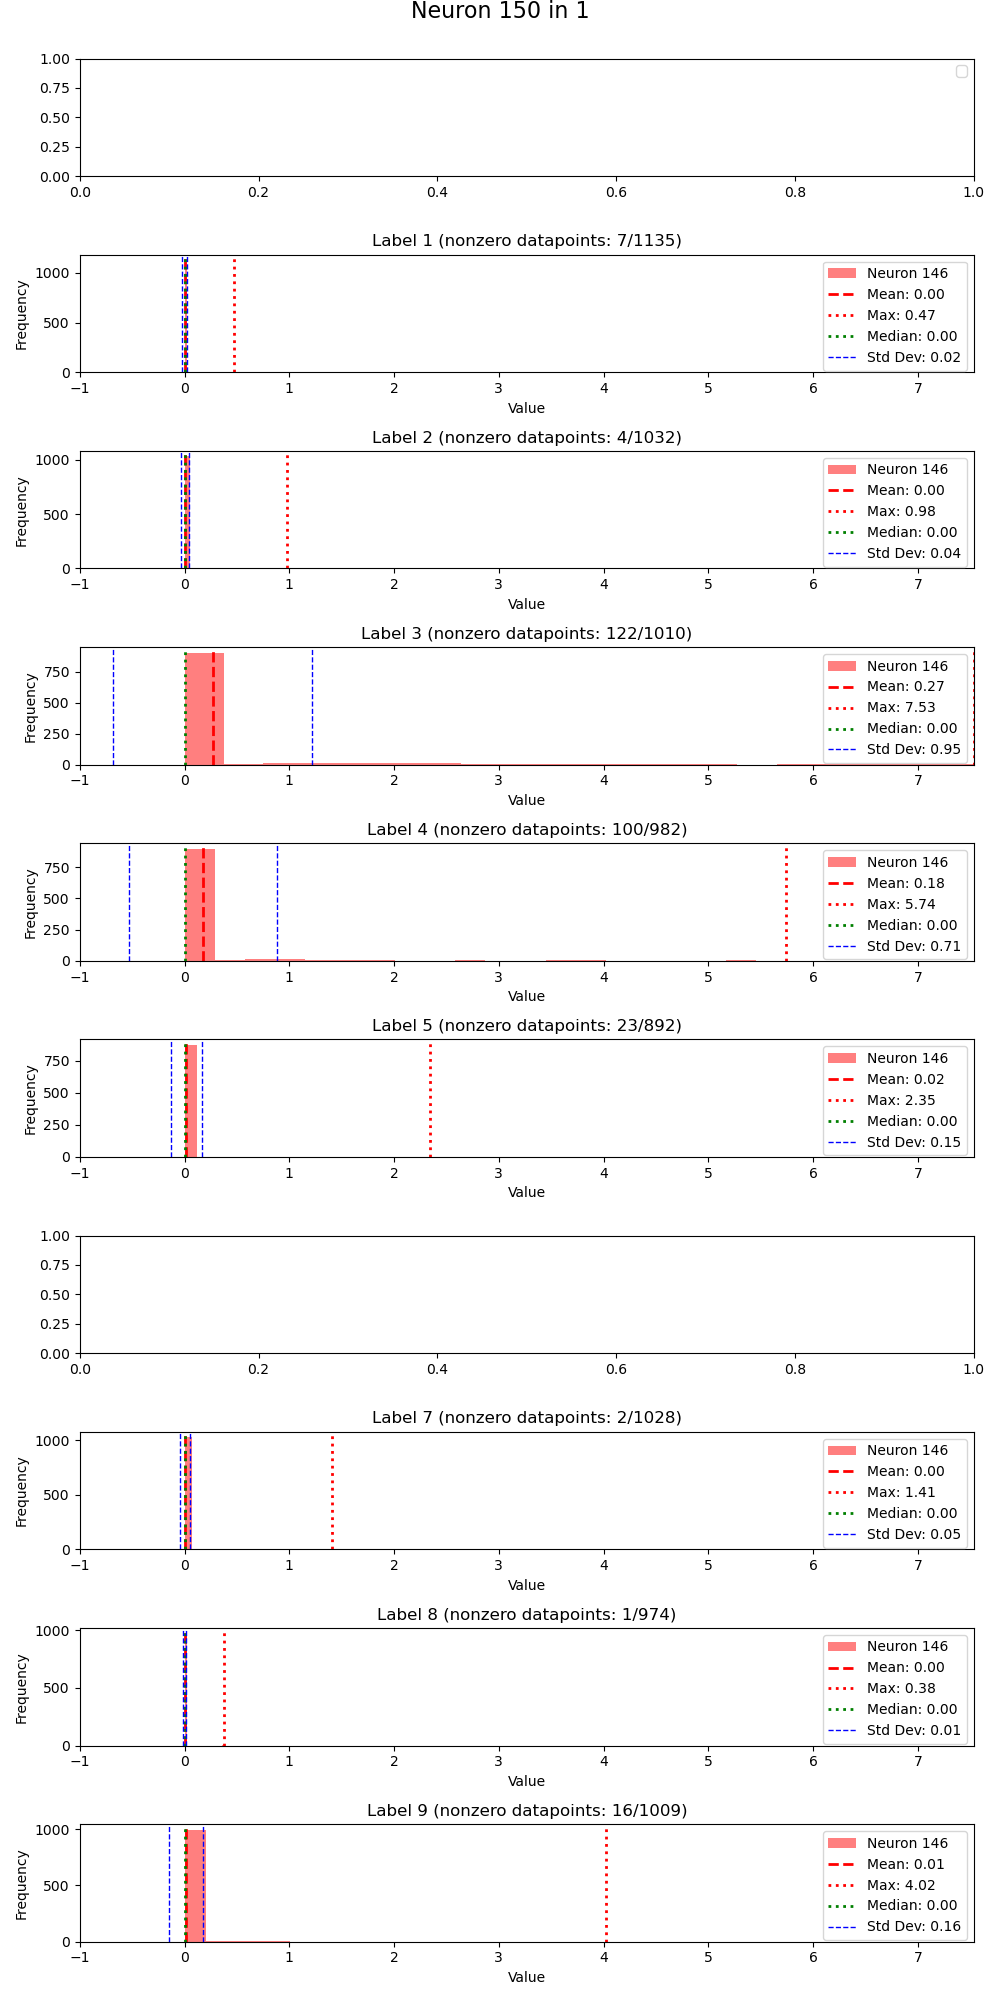 Neuron 150 in 1
1.00
0.75
0.50
0.25
0.00
0.0 0.2 0.4 0.6 0.8 1.0
Label 1 (nonzero datapoints: 7/1135)
Frequency
1000
500
0
Neuron 146
Mean: 0.00
Max: 0.47
Median: 0.00
Std Dev: 0.02
−1 0 1 2 3 4 5 6 7
Value
Label 2 (nonzero datapoints: 4/1032)
Frequency
1000
500
0
Neuron 146
Mean: 0.00
Max: 0.98
Median: 0.00
Std Dev: 0.04
−1 0 1 2 3 4 5 6 7
Value
Label 3 (nonzero datapoints: 122/1010)
Frequency
750
500
250
0
Neuron 146
Mean: 0.27
Max: 7.53
Median: 0.00
Std Dev: 0.95
−1 0 1 2 3 4 5 6 7
Value
Label 4 (nonzero datapoints: 100/982)
Frequency
750
500
250
0
Neuron 146
Mean: 0.18
Max: 5.74
Median: 0.00
Std Dev: 0.71
−1 0 1 2 3 4 5 6 7
Value
Label 5 (nonzero datapoints: 23/892)
Frequency
750
500
250
0
Neuron 146
Mean: 0.02
Max: 2.35
Median: 0.00
Std Dev: 0.15
−1 0 1 2 3 4 5 6 7
Value
1.00
0.75
0.50
0.25
0.00
0.0 0.2 0.4 0.6 0.8 1.0
Label 7 (nonzero datapoints: 2/1028)
Frequency
1000
500
0
Neuron 146
Mean: 0.00
Max: 1.41
Median: 0.00
Std Dev: 0.05
−1 0 1 2 3 4 5 6 7
Value
Label 8 (nonzero datapoints: 1/974)
Frequency
1000
500
0
Neuron 146
Mean: 0.00
Max: 0.38
Median: 0.00
Std Dev: 0.01
−1 0 1 2 3 4 5 6 7
Value
Label 9 (nonzero datapoints: 16/1009)
Frequency
1000
500
0
Neuron 146
Mean: 0.01
Max: 4.02
Median: 0.00
Std Dev: 0.16
−1 0 1 2 3 4 5 6 7
Value